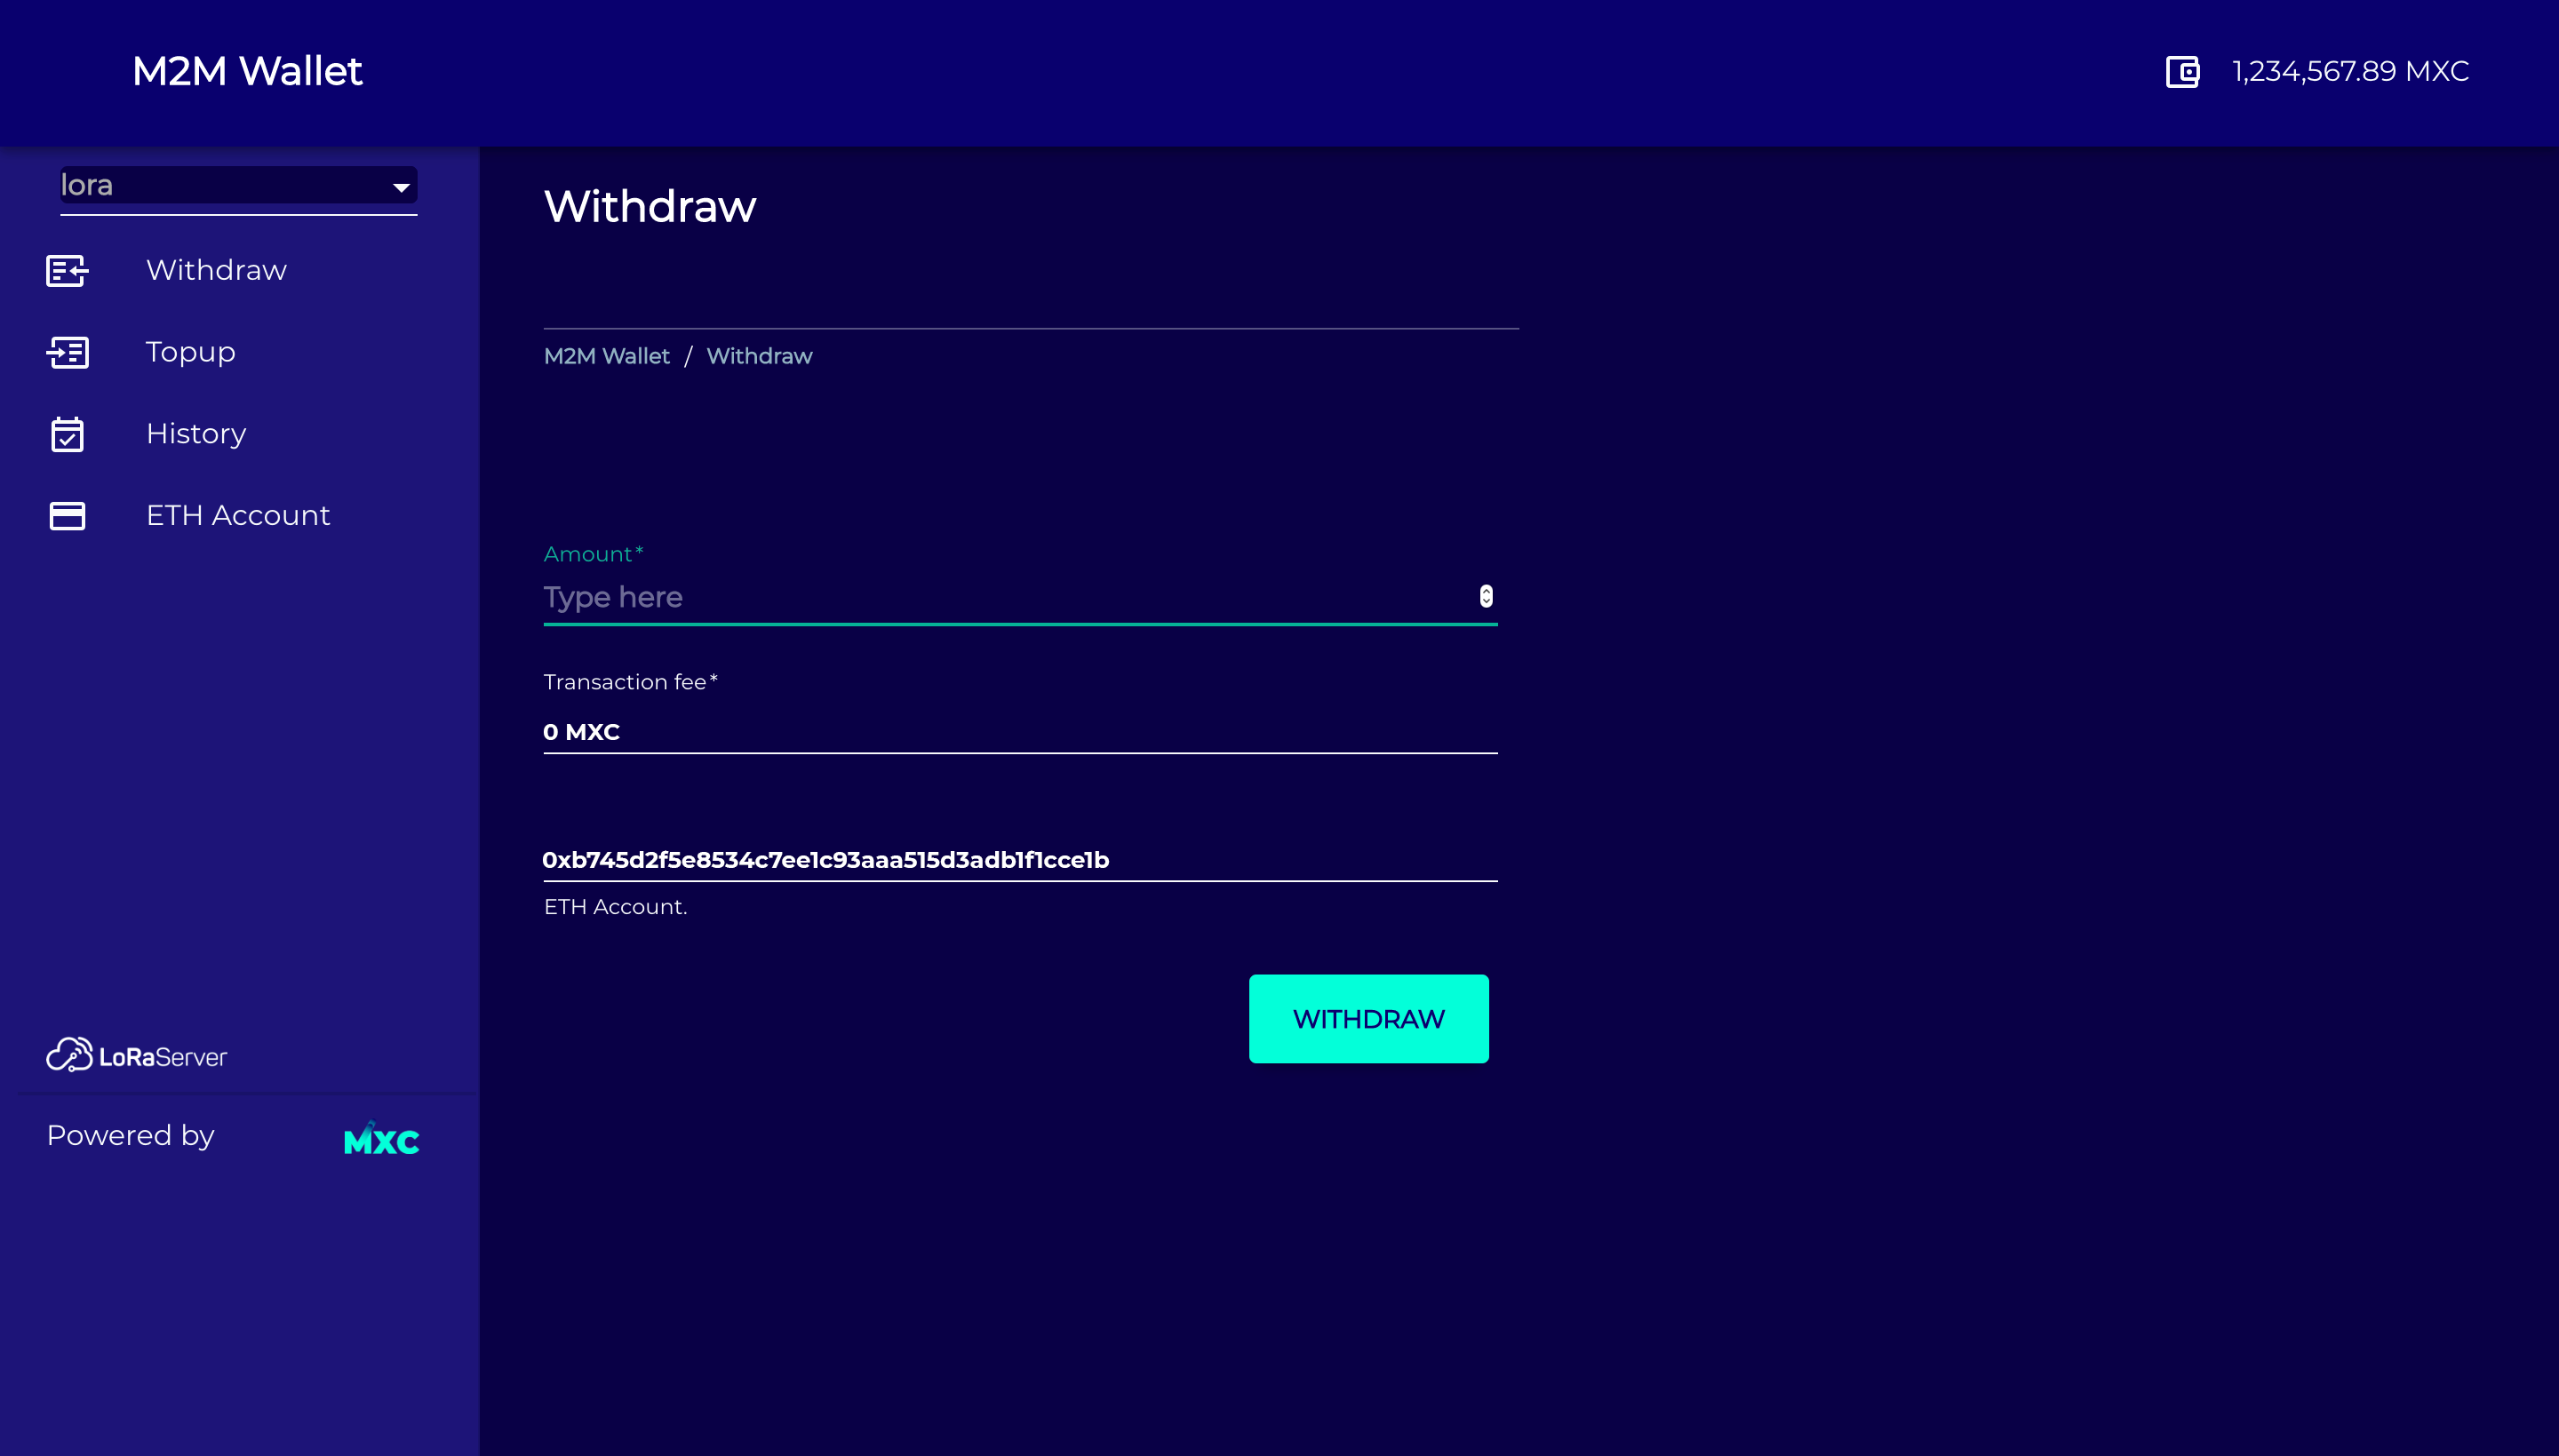 M2M Wallet
1,234,567.89 MXC
lora
Withdraw
Topup
History
ETH Account
LoRaServer
Powered by
MXC
Withdraw
M2M Wallet / Withdraw
Amount *
Type here
Transaction fee *
0 MXC
0xb745d2f5e8534c7ee1c93aaa515d3adb1f1cce1b
ETH Account.
WITHDRAW